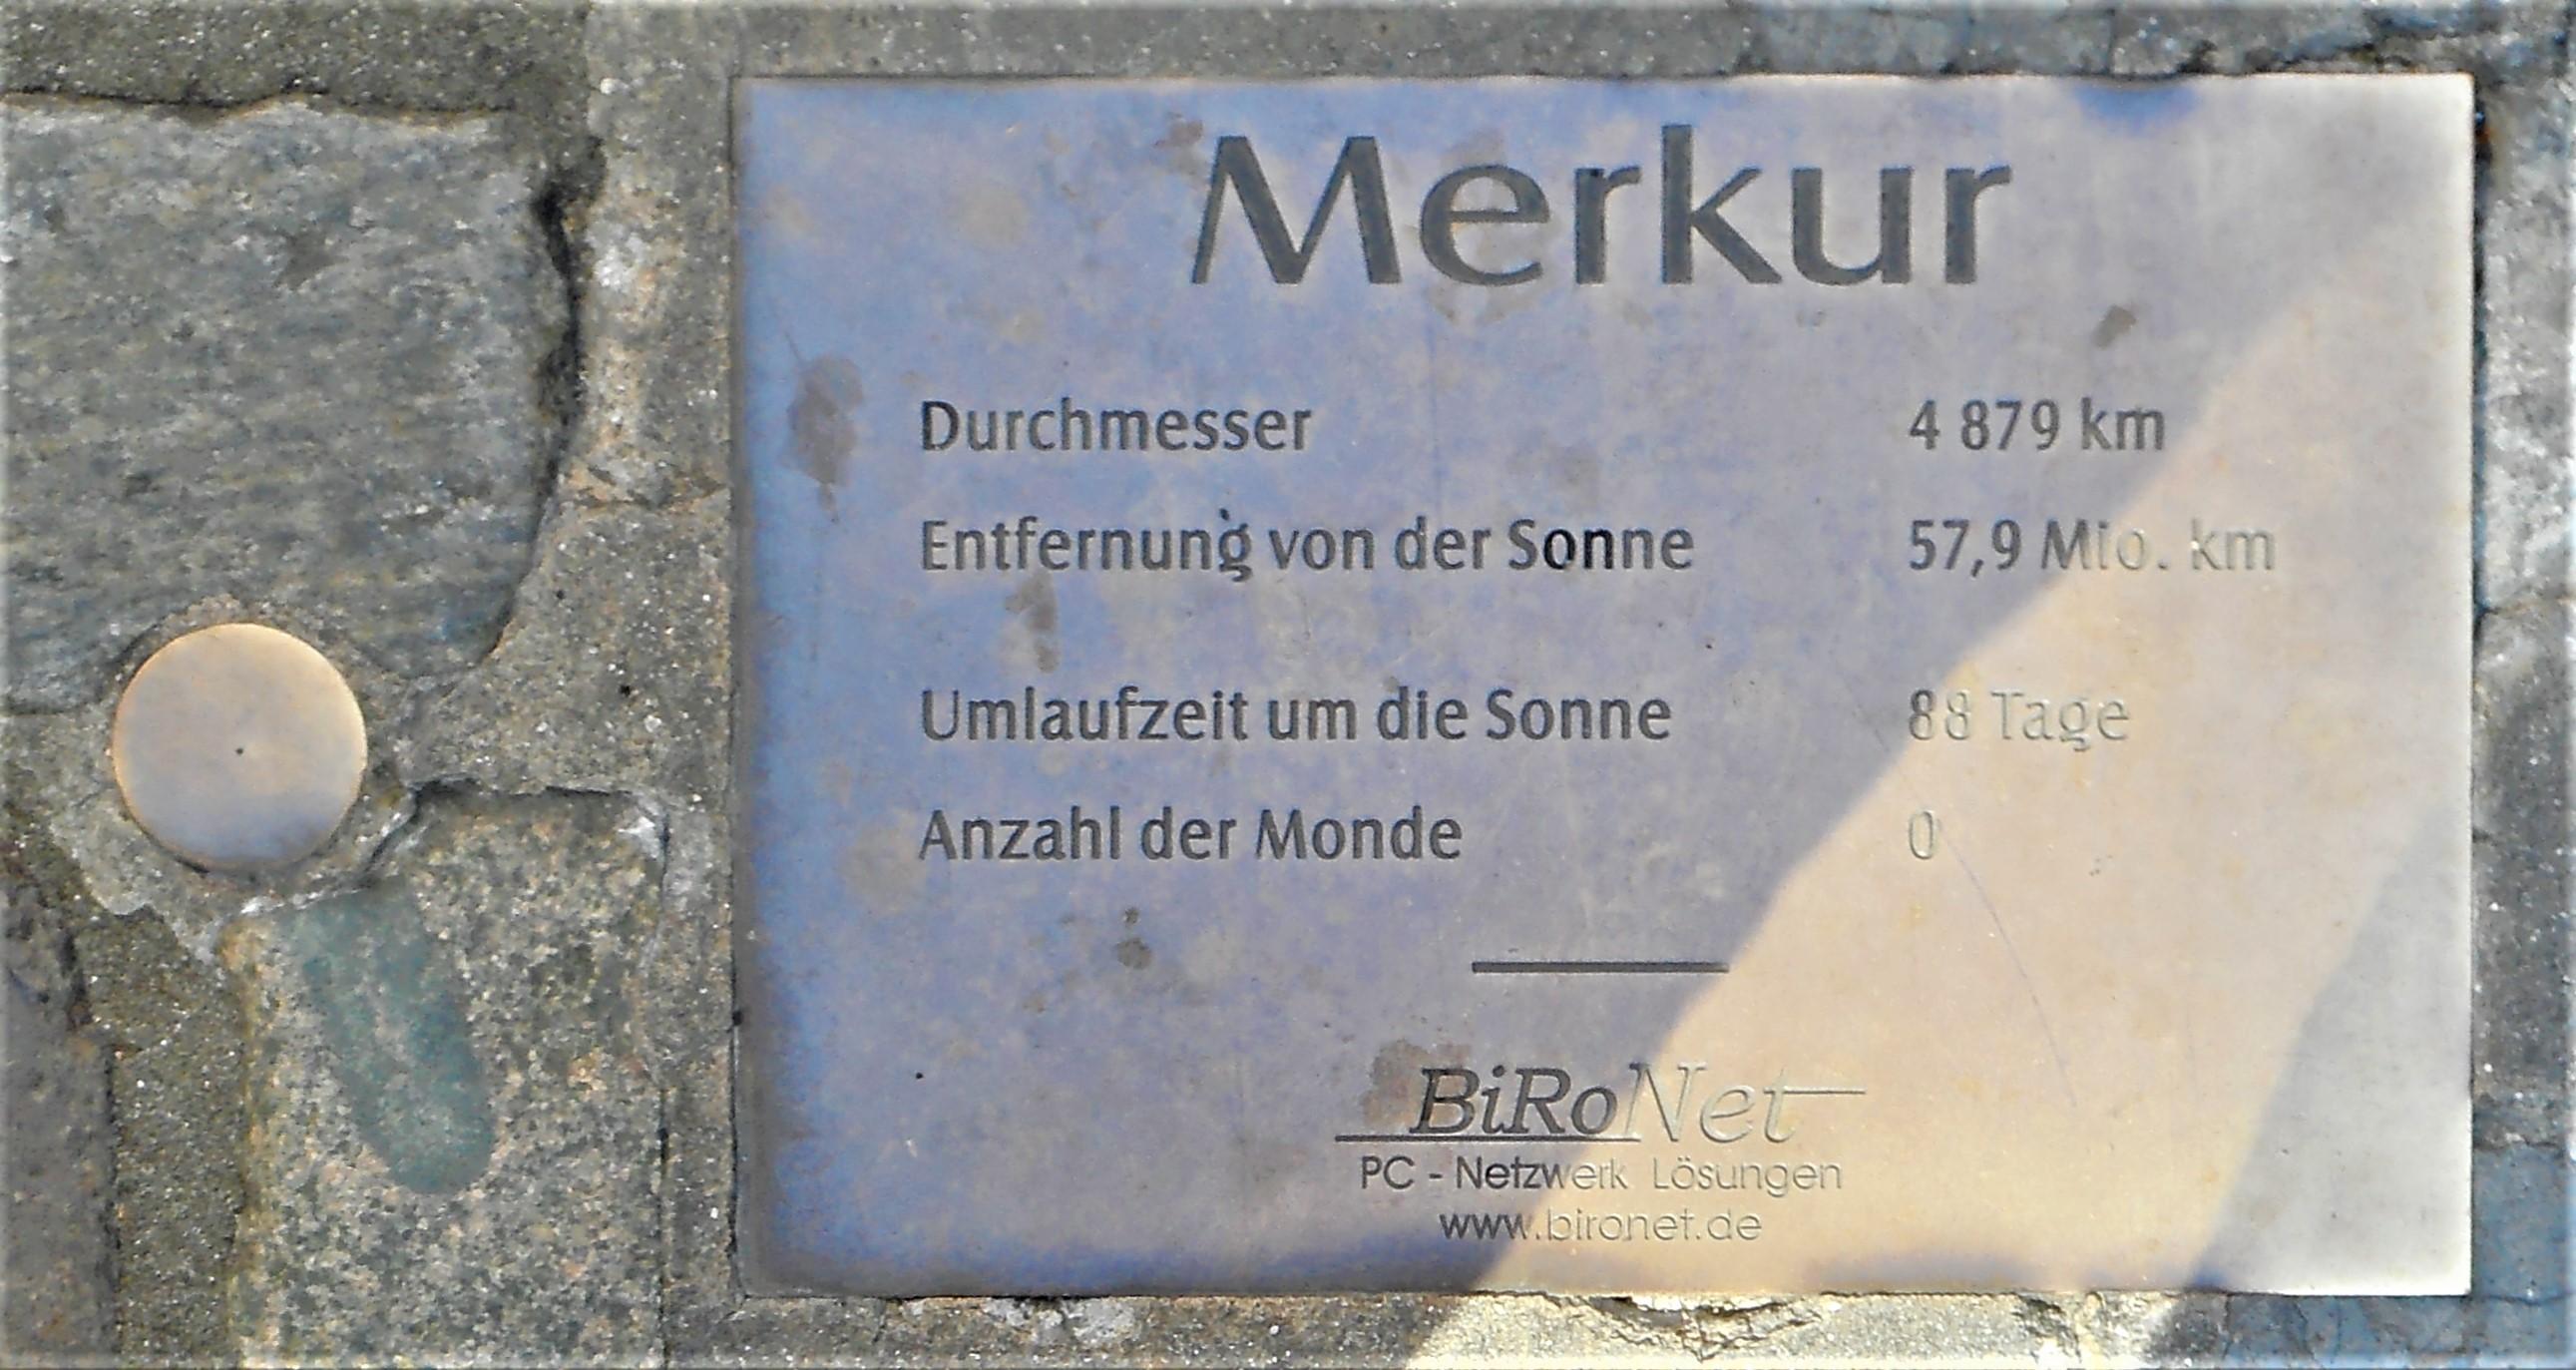 Merkur
Durchmesser 4 879 km
Entfernung von der Sonne 57,9 Mio. km
Umlaufzeit um die Sonne 88 Tage
Anzahl der Monde 0
BiRoNet
PC - Netzwerk Lösungen
www.bironet.de